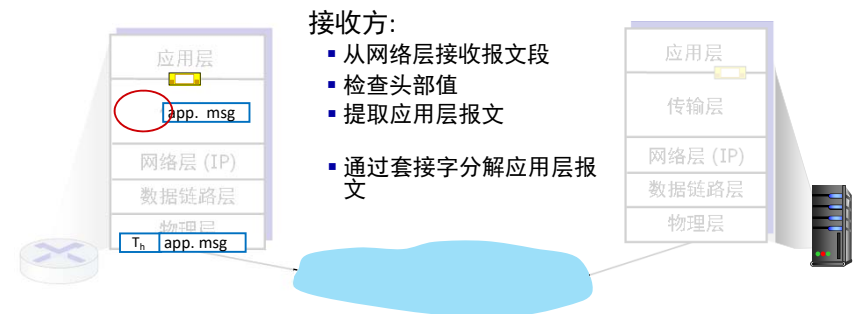 接收方:
▪ 从网络层接收报文段
▪ 检查头部值
▪ 提取应用层报文
▪ 通过套接字分解应用层报
文
应用层
app. msg
网络层 (IP)
数据链路层
物理层
Th app. msg
应用层
传输层
网络层 (IP)
数据链路层
物理层